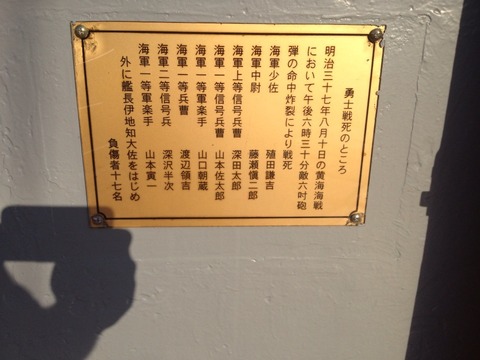 勇士戦死のところ
明治三十七年八月十日の黄海海戦
において午後六時三十分敵六吋砲
弾の命中炸裂により戦死
海軍少佐 殖田謙吉
海軍中尉 藤瀬愼二郎
海軍上等信号兵曹 深田太郎
海軍一等信号兵曹 山本佐太郎
海軍一等軍楽手 山口朝蔵
海軍一等兵曹 渡辺領吉
海軍二等信号兵 深沢半次
海軍一等軍楽手 山本寅一
外に艦長伊地知大佐をはじめ
負傷者十七名